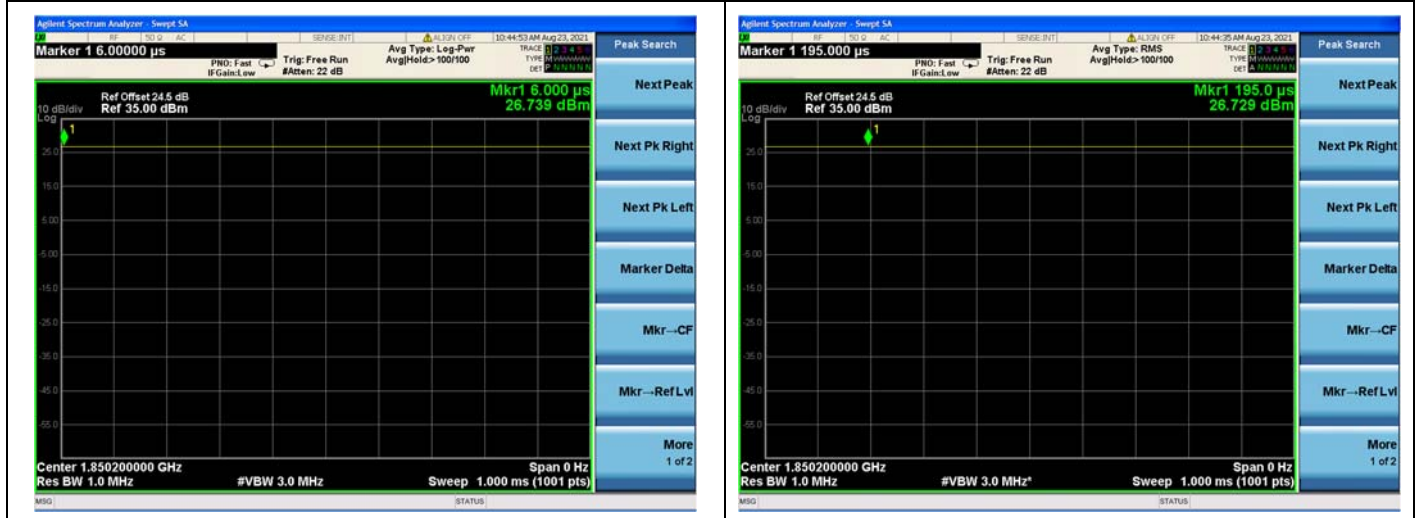 Agilent Spectrum Analyzer - Swept SA
RF 50 Ω AC SENSE:INT ALIGN OFF 10:44:53 AM Aug 23, 2021
Marker 1 6.00000 µs
PNO: Fast
IFGain:Low
Trig: Free Run
#Atten: 22 dB
Avg Type: Log-Pwr
Avg|Hold:> 100/100
TRACE 1 2 3 4 5 6
TYPE M
DET P N N N N N
Ref Offset 24.5 dB
Ref 35.00 dBm
10 dB/div
Log
Mkr1 6.000 µs
26.739 dBm
1
25.0
15.0
5.00
-5.00
-15.0
-25.0
-35.0
-45.0
-55.0
Center 1.850200000 GHz
Span 0 Hz
Res BW 1.0 MHz
#VBW 3.0 MHz
Sweep 1.000 ms (1001 pts)
MSG
STATUS
Peak Search
Next Peak
Next Pk Right
Next Pk Left
Marker Delta
Mkr→CF
Mkr→Ref Lvl
More
1 of 2
Agilent Spectrum Analyzer - Swept SA
RF 50 Ω AC SENSE:INT ALIGN OFF 10:44:35 AM Aug 23, 2021
Marker 1 195.000 µs
PNO: Fast
IFGain:Low
Trig: Free Run
#Atten: 22 dB
Avg Type: RMS
Avg|Hold:> 100/100
TRACE 1 2 3 4 5 6
TYPE M
DET A N N N N N
Ref Offset 24.5 dB
Ref 35.00 dBm
10 dB/div
Log
Mkr1 195.0 µs
26.729 dBm
1
25.0
15.0
5.00
-5.00
-15.0
-25.0
-35.0
-45.0
-55.0
Center 1.850200000 GHz
Span 0 Hz
Res BW 1.0 MHz
#VBW 3.0 MHz*
Sweep 1.000 ms (1001 pts)
MSG
STATUS
Peak Search
Next Peak
Next Pk Right
Next Pk Left
Marker Delta
Mkr→CF
Mkr→Ref Lvl
More
1 of 2